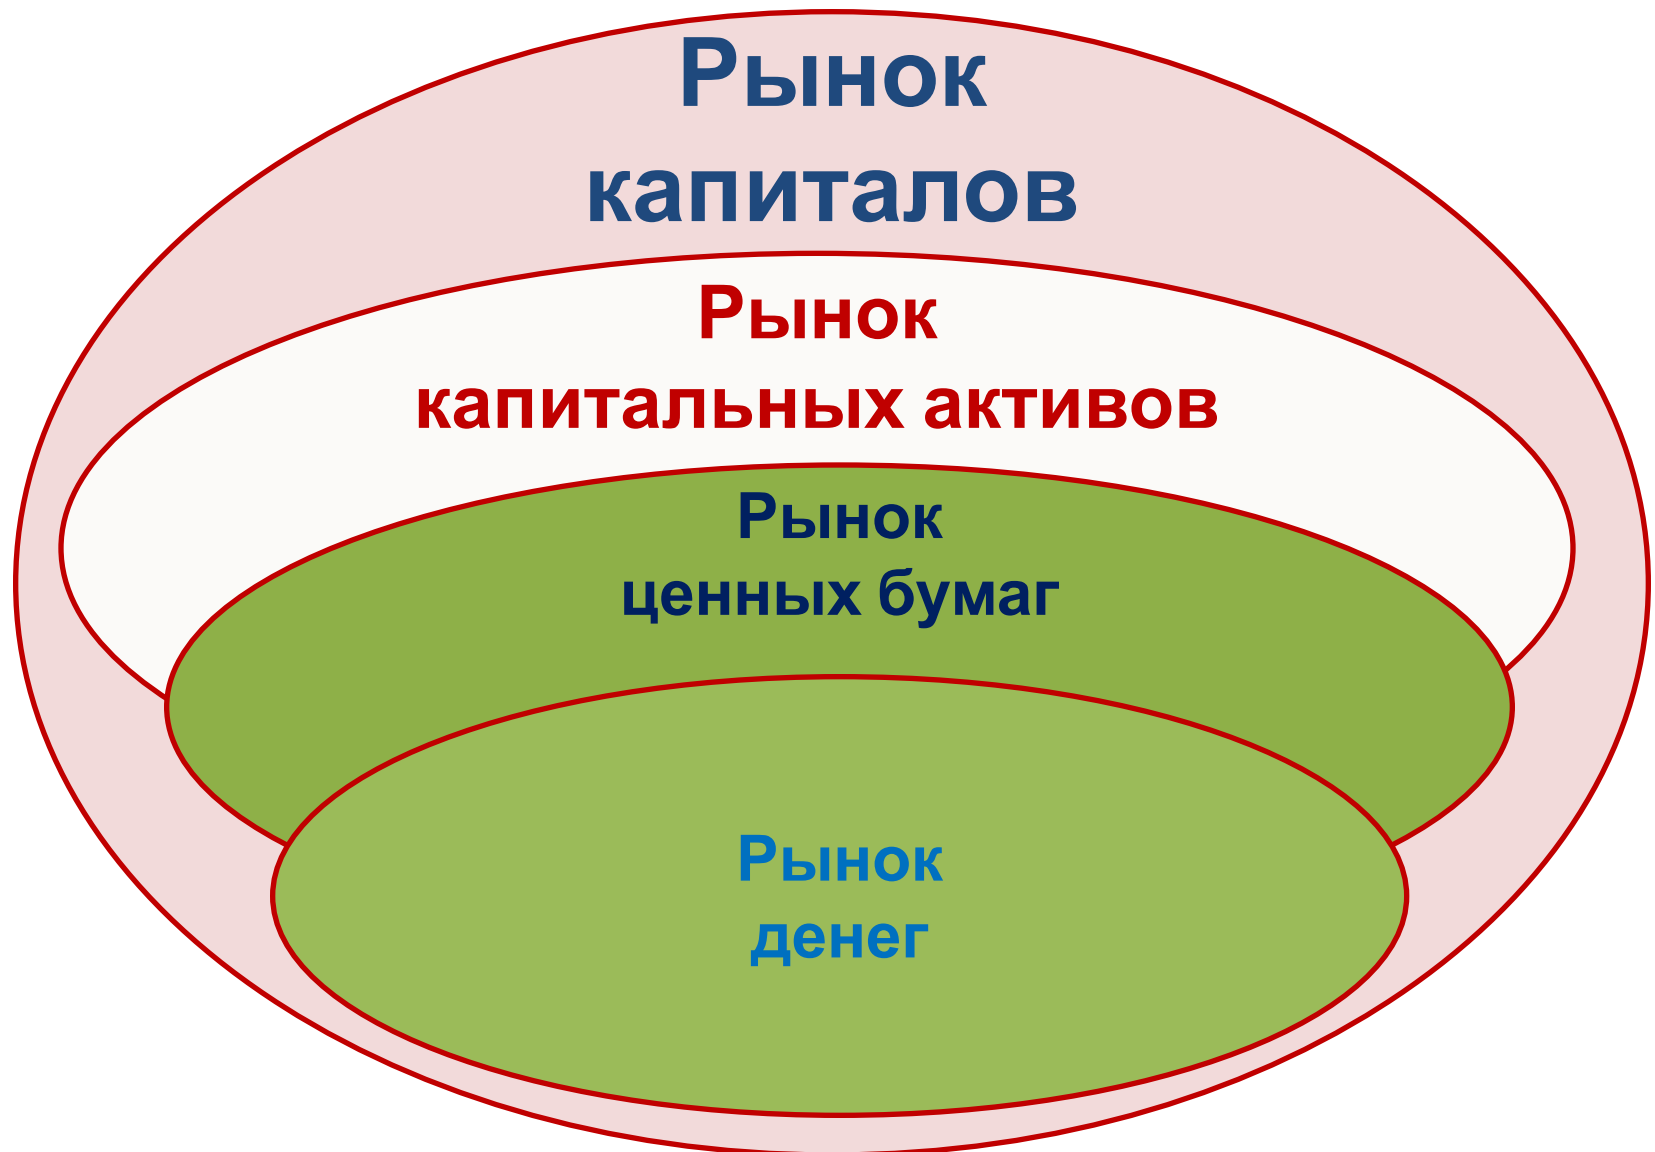 Рынок
капиталов
Рынок
капитальных активов
Рынок
ценных бумаг
Рынок
денег